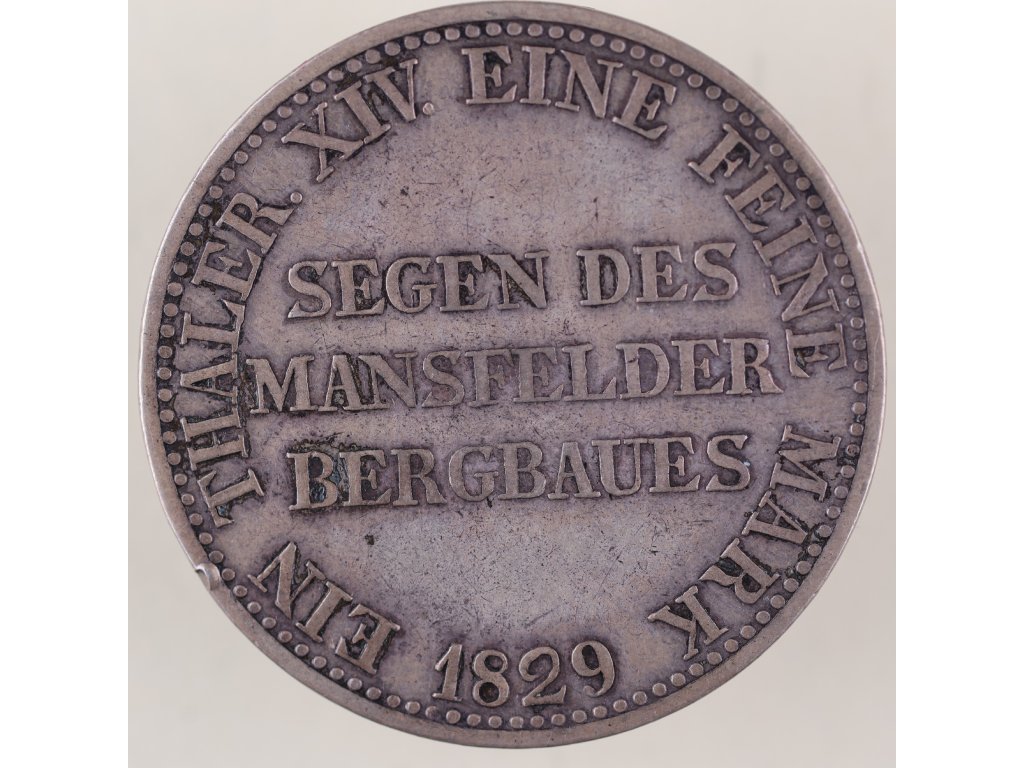 EIN THALER. XIV. EINE FEINE MARK
SEGEN DES
MANSFELDER
BERGBAUES
1829